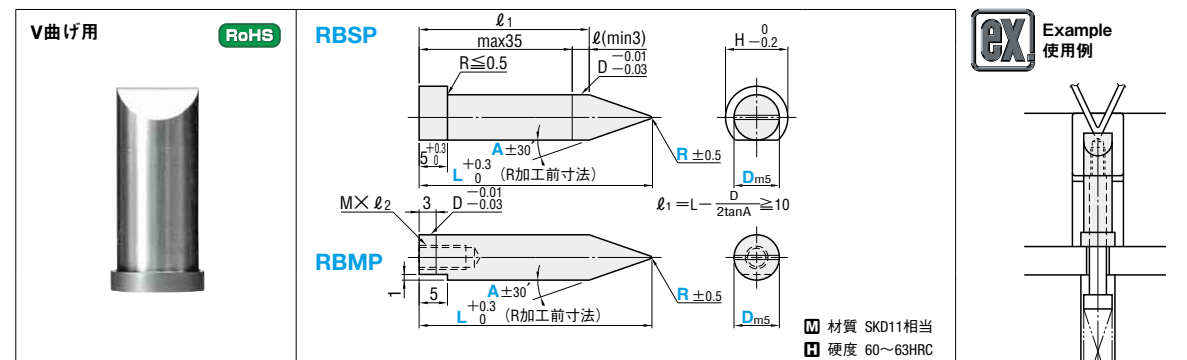 V曲げ用
RoHS
RBSP
ℓ1
max35
ℓ(min3)
R≦0.5
D −0.01 −0.03
H 0 −0.2
5 +0.3 0
A±30′
L +0.3 0 (R加工前寸法)
R ±0.5
Dm5
ℓ1=L− D/2tanA ≧10
RBMP
M×ℓ2
3
D −0.01 −0.03
1
5
A±30′
L +0.3 0 (R加工前寸法)
R ±0.5
Dm5
M 材質 SKD11相当
H 硬度 60〜63HRC
ex.
Example
使用例